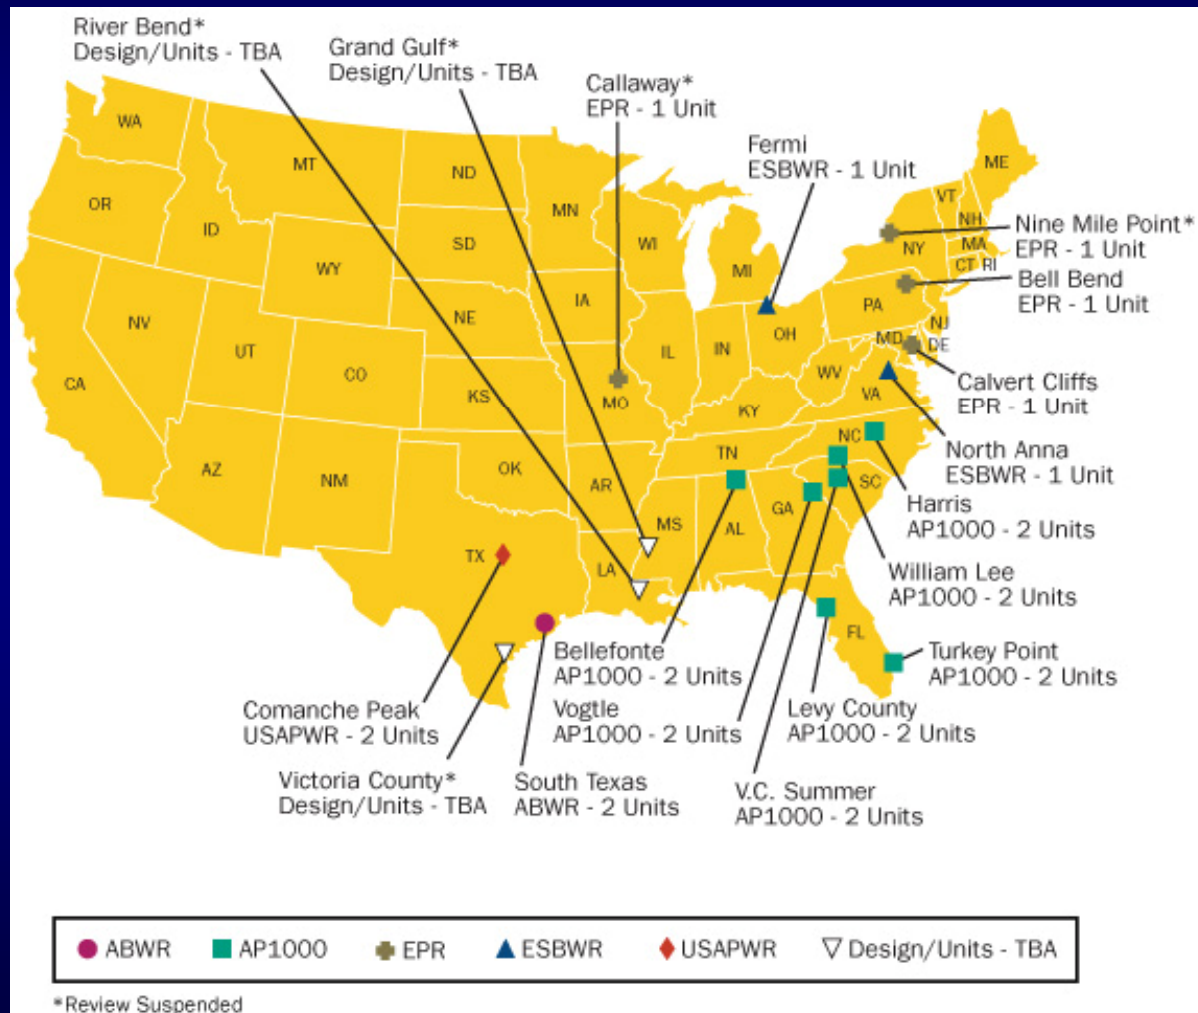 River Bend*
Design/Units - TBA
Grand Gulf*
Design/Units - TBA
Callaway*
EPR - 1 Unit
Fermi
ESBWR - 1 Unit
WA
MT
ND
MN
OR
ID
SD
WI
MI
WY
IA
NE
NV
UT
CO
CA
KS
IL
IN
OH
MO
KY
WV
VA
PA
NY
VT
NH
ME
MA
CT
RI
NJ
MD
DE
AZ
NM
OK
AR
TN
NC
SC
GA
AL
MS
LA
TX
FL
Nine Mile Point*
EPR - 1 Unit
Bell Bend
EPR - 1 Unit
Calvert Cliffs
EPR - 1 Unit
North Anna
ESBWR - 1 Unit
Harris
AP1000 - 2 Units
William Lee
AP1000 - 2 Units
Turkey Point
AP1000 - 2 Units
Bellefonte
AP1000 - 2 Units
Vogtle
AP1000 - 2 Units
Levy County
AP1000 - 2 Units
V.C. Summer
AP1000 - 2 Units
Comanche Peak
USAPWR - 2 Units
Victoria County*
Design/Units - TBA
South Texas
ABWR - 2 Units
ABWR
AP1000
EPR
ESBWR
USAPWR
Design/Units - TBA
*Review Suspended